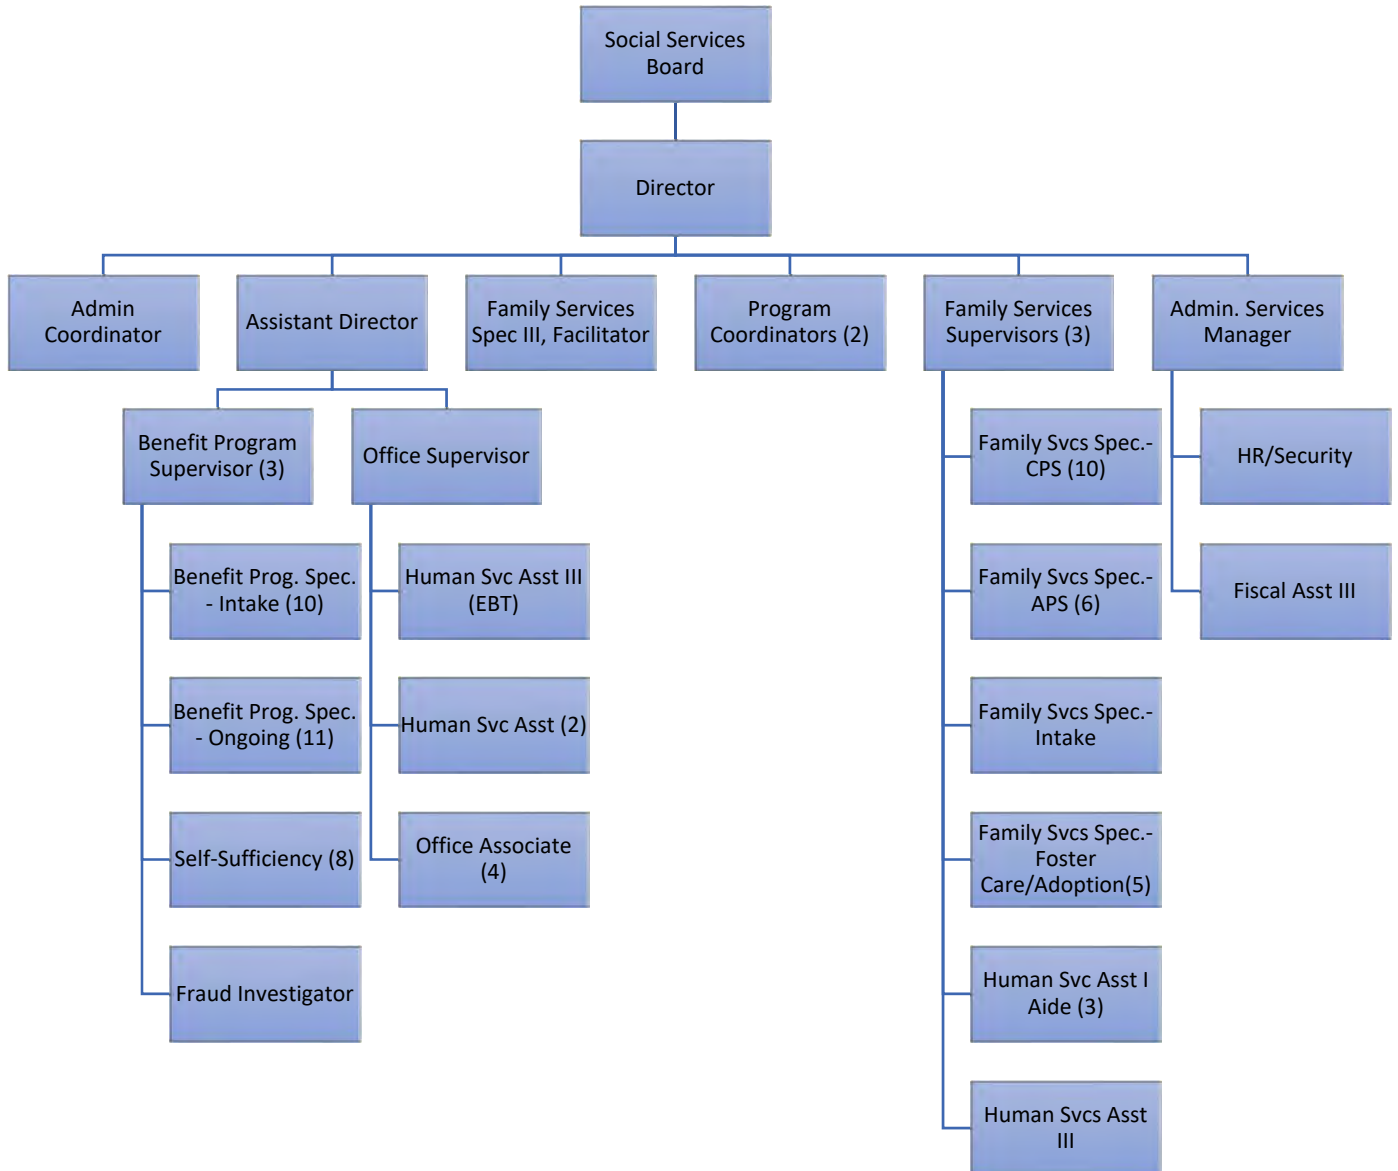 Social Services
Board
Director
Admin
Coordinator
Assistant Director
Family Services
Spec III, Facilitator
Program
Coordinators (2)
Family Services
Supervisors (3)
Admin. Services
Manager
Benefit Program
Supervisor (3)
Office Supervisor
Family Svcs Spec.-
CPS (10)
HR/Security
Benefit Prog. Spec.
- Intake (10)
Human Svc Asst III
(EBT)
Family Svcs Spec.-
APS (6)
Fiscal Asst III
Benefit Prog. Spec.
- Ongoing (11)
Human Svc Asst (2)
Family Svcs Spec.-
Intake
Self-Sufficiency (8)
Office Associate
(4)
Family Svcs Spec.-
Foster
Care/Adoption(5)
Fraud Investigator
Human Svc Asst I
Aide (3)
Human Svcs Asst
III